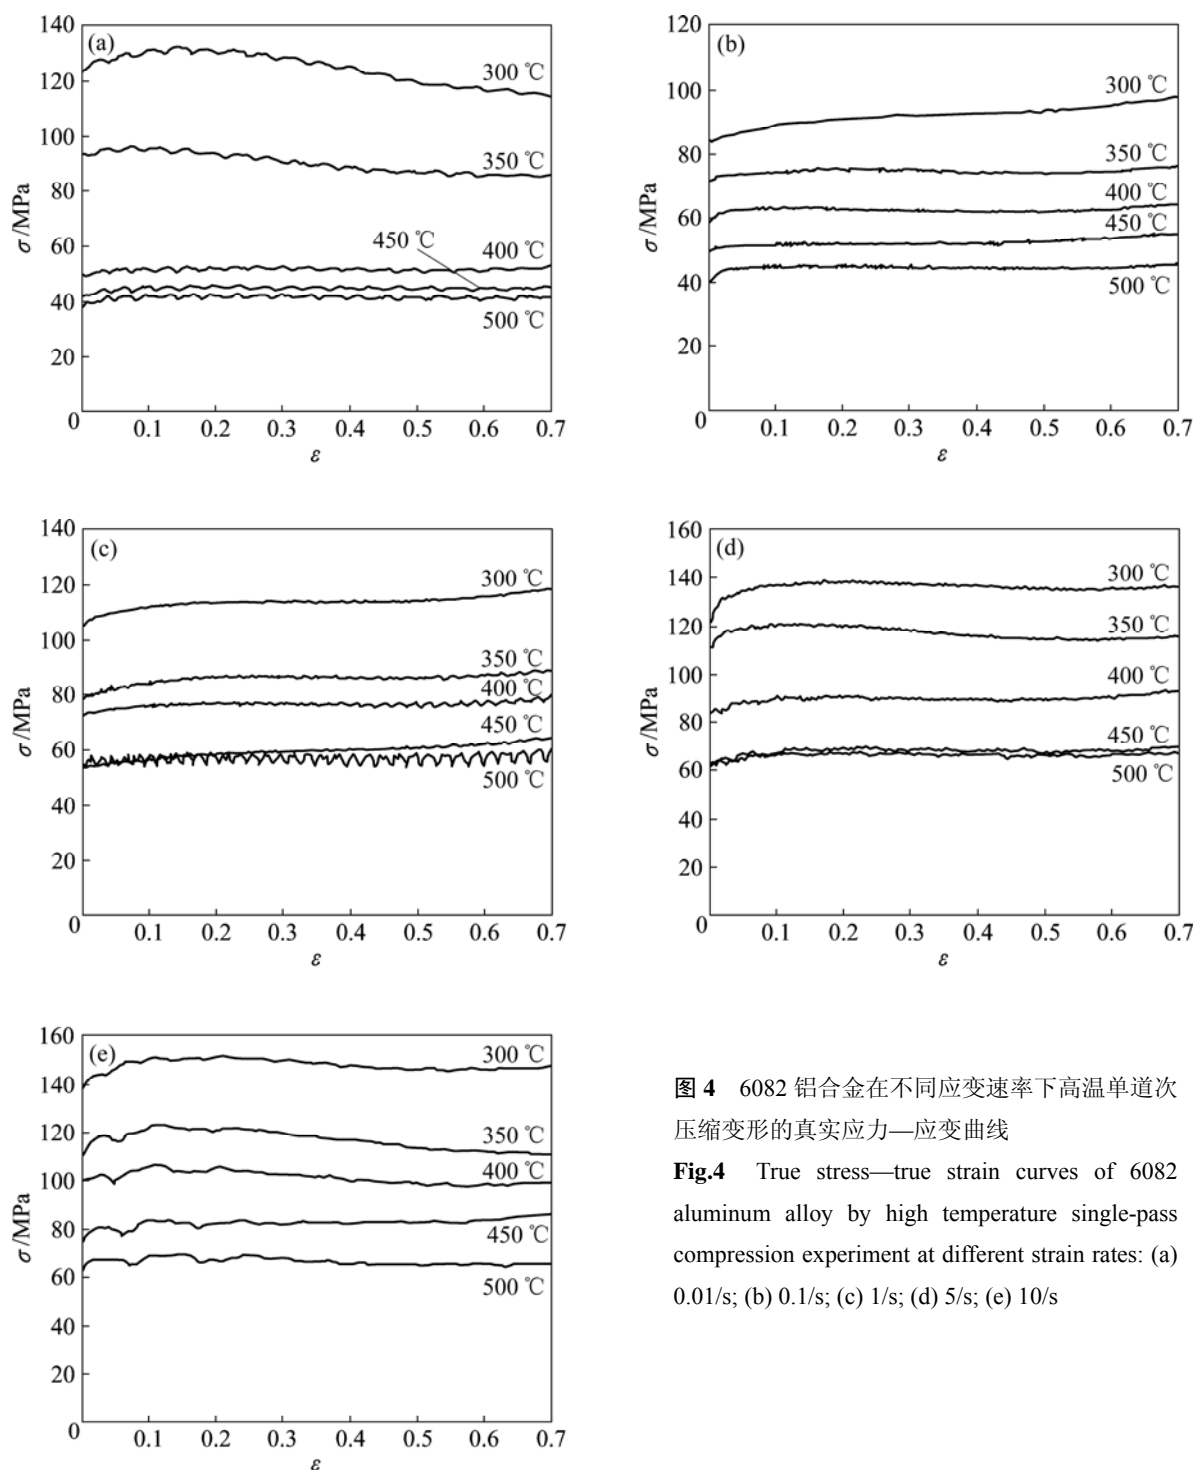 (a)
140
120
100
80
60
40
20
0
0.1 0.2 0.3 0.4 0.5 0.6 0.7
σ/MPa
ε
300 ℃
350 ℃
450 ℃
400 ℃
500 ℃
(b)
120
100
80
60
40
20
0
0.1 0.2 0.3 0.4 0.5 0.6 0.7
σ/MPa
ε
300 ℃
350 ℃
400 ℃
450 ℃
500 ℃
(c)
140
120
100
80
60
40
20
0
0.1 0.2 0.3 0.4 0.5 0.6 0.7
σ/MPa
ε
300 ℃
350 ℃
400 ℃
450 ℃
500 ℃
(d)
160
140
120
100
80
60
40
20
0
0.1 0.2 0.3 0.4 0.5 0.6 0.7
σ/MPa
ε
300 ℃
350 ℃
400 ℃
450 ℃
500 ℃
(e)
160
140
120
100
80
60
40
20
0
0.1 0.2 0.3 0.4 0.5 0.6 0.7
σ/MPa
ε
300 ℃
350 ℃
400 ℃
450 ℃
500 ℃
图 4 6082 铝合金在不同应变速率下高温单道次
压缩变形的真实应力—应变曲线
Fig.4 True stress—true strain curves of 6082
aluminum alloy by high temperature single-pass
compression experiment at different strain rates: (a)
0.01/s; (b) 0.1/s; (c) 1/s; (d) 5/s; (e) 10/s